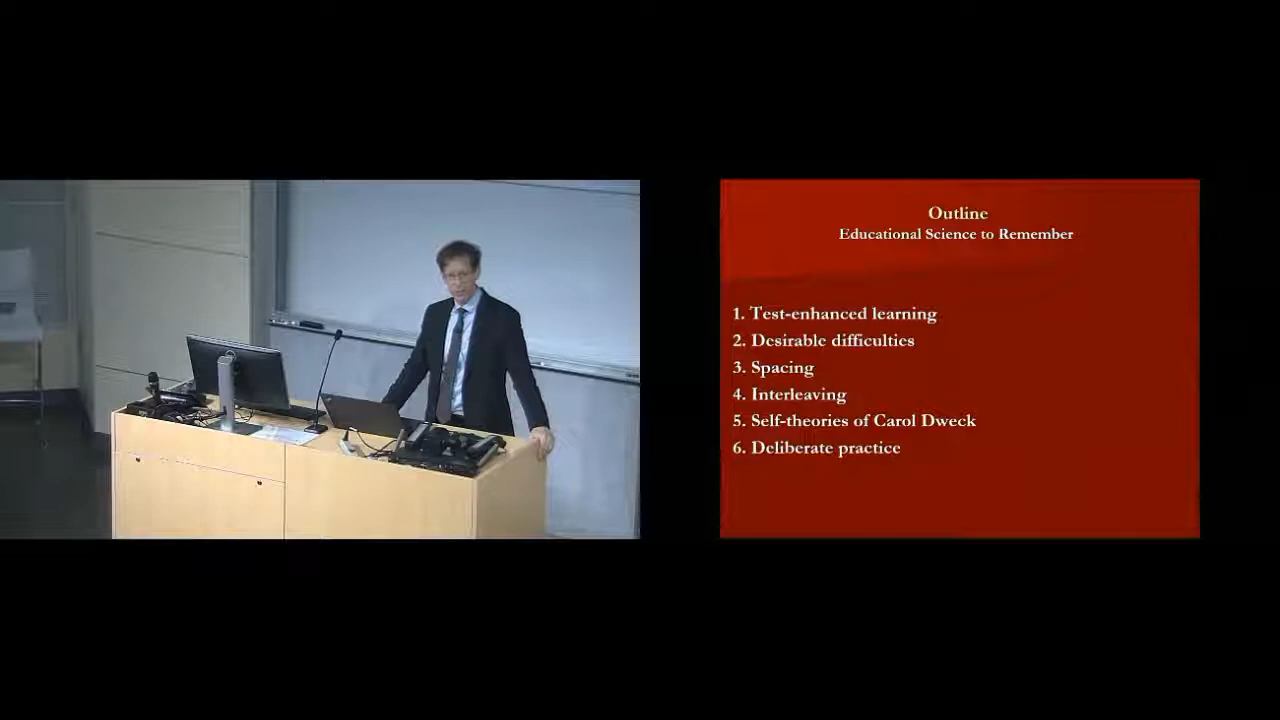 Outline
Educational Science to Remember
1. Test-enhanced learning
2. Desirable difficulties
3. Spacing
4. Interleaving
5. Self-theories of Carol Dweck
6. Deliberate practice